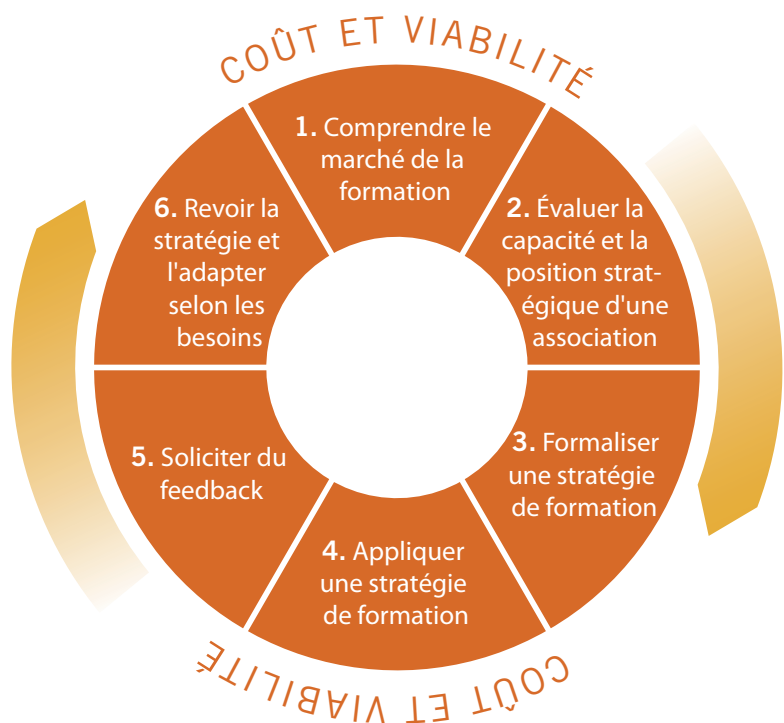 COÛT ET VIABILITÉ
1. Comprendre le
marché de la
formation
2. Évaluer la
capacité et la
position strat-
égique d'une
association
3. Formaliser
une stratégie
de formation
4. Appliquer
une stratégie
de formation
5. Soliciter du
feedback
6. Revoir la
stratégie et
l'adapter
selon les
besoins
COÛT ET VIABILITÉ